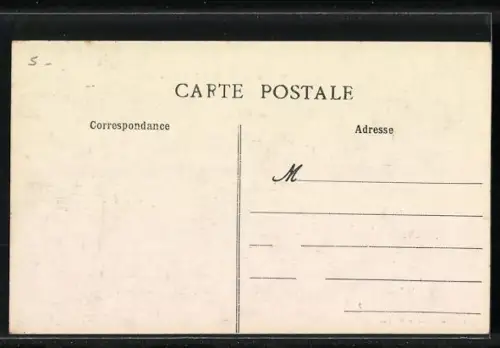 5-
CARTE POSTALE
Correspondance
Adresse
M